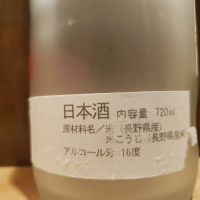 日本酒 内容量 720ml
原材料名／米（長野県産）
米こうじ（長野県産米）
アルコール分 16度